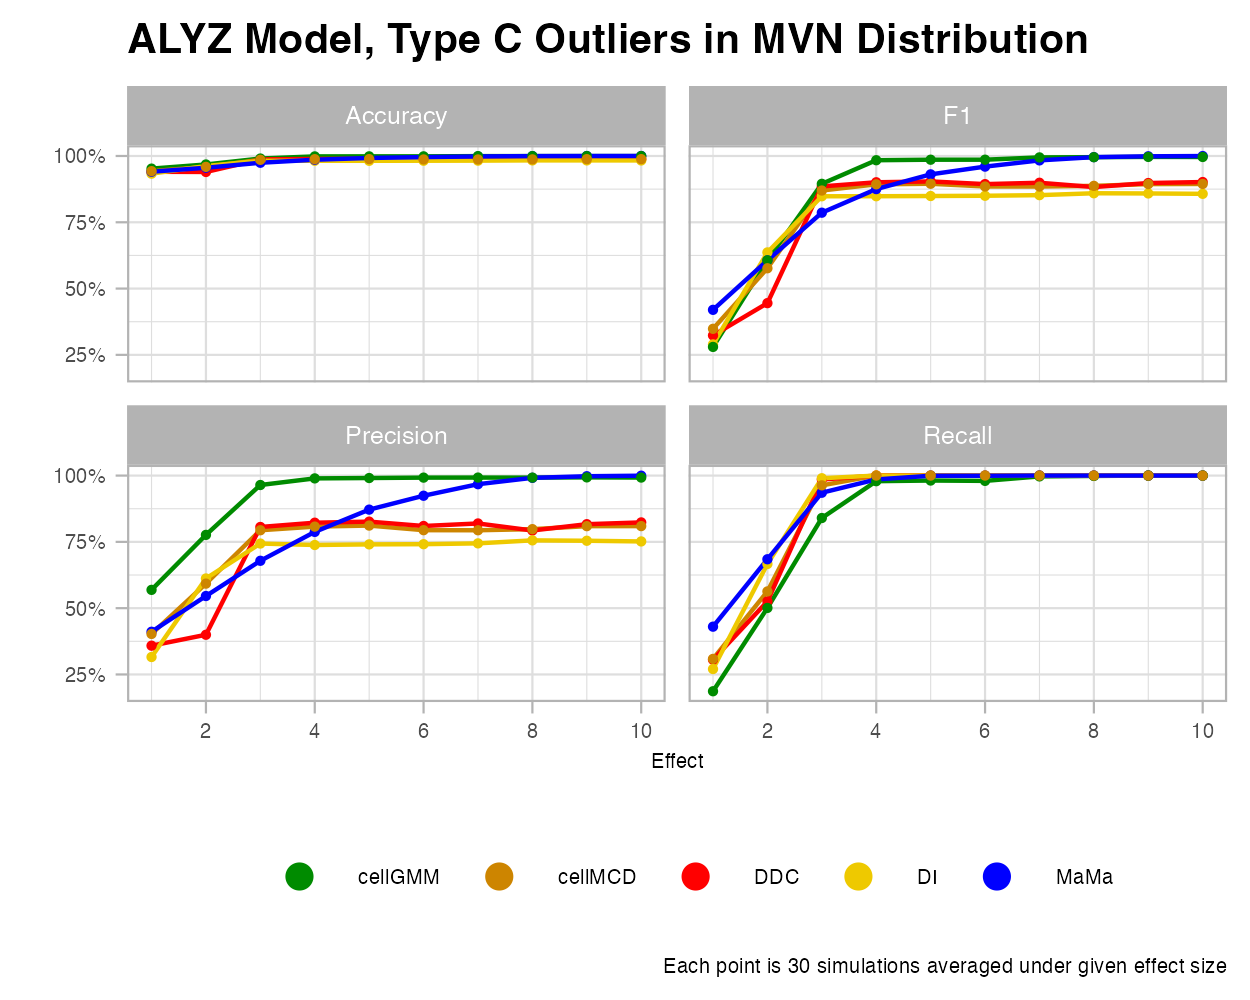 ALYZ Model, Type C Outliers in MVN Distribution
Accuracy
F1
100%
75%
50%
25%
Precision
Recall
100%
75%
50%
25%
2 4 6 8 10
2 4 6 8 10
Effect
cellGMM cellMCD DDC DI MaMa
Each point is 30 simulations averaged under given effect size